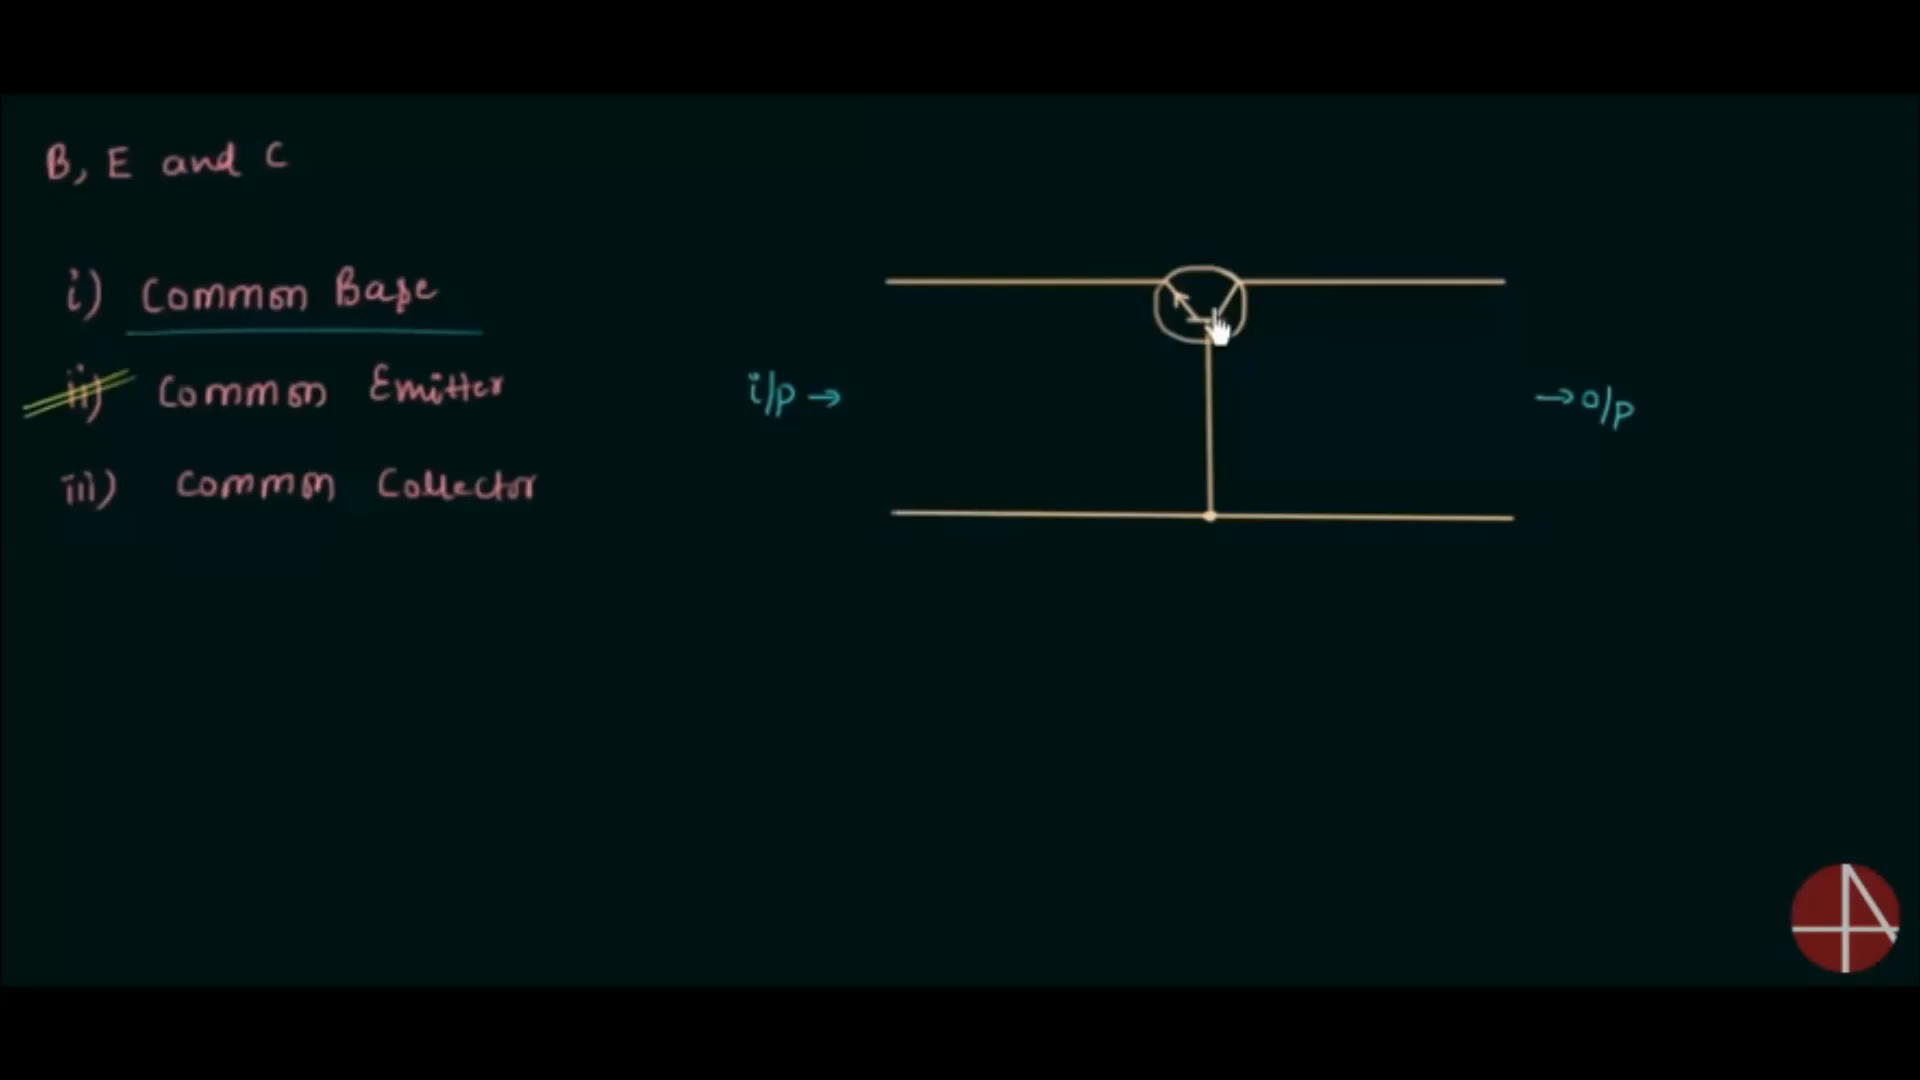 B, E and C
i) Common Base
ii) Common Emitter
iii) Common Collector
i/p →
→ o/p